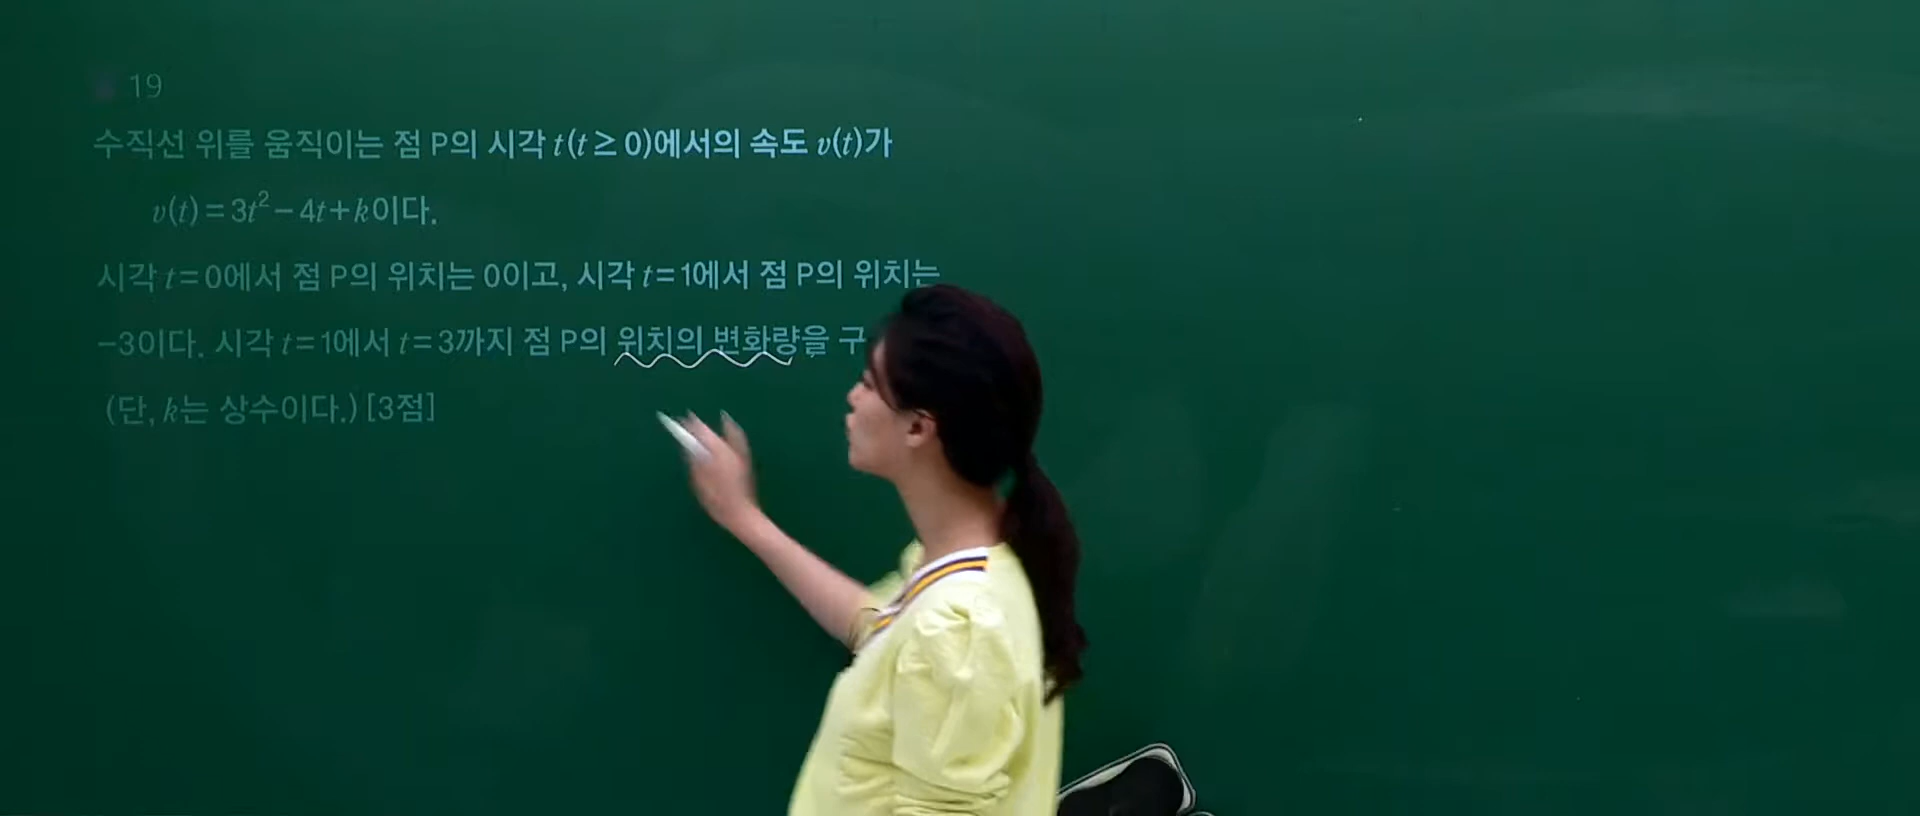 19
수직선 위를 움직이는 점 P의 시각 t(t ≥ 0)에서의 속도 v(t)가
v(t) = 3t² − 4t + k이다.
시각 t = 0에서 점 P의 위치는 0이고, 시각 t = 1에서 점 P의 위치는
−3이다. 시각 t = 1에서 t = 3까지 점 P의 위치의 변화량을 구
(단, k는 상수이다.) [3점]